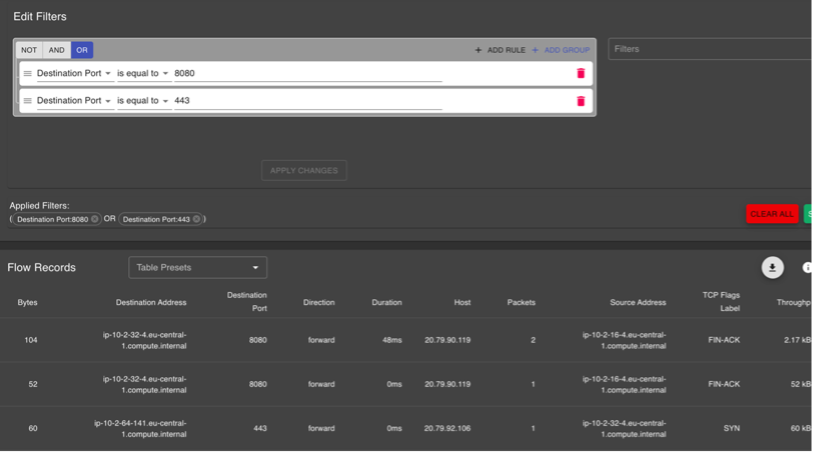 Edit Filters
NOT AND OR + ADD RULE + ADD GROUP Filters
Destination Port is equal to 8080
Destination Port is equal to 443
APPLY CHANGES
Applied Filters:
( Destination Port:8080 OR Destination Port:443 )
CLEAR ALL S
Flow Records Table Presets
Bytes Destination Address Destination Port Direction Duration Host Packets Source Address TCP Flags Label Throughp
104 ip-10-2-32-4.eu-central-1.compute.internal 8080 forward 48ms 20.79.90.119 2 ip-10-2-16-4.eu-central-1.compute.internal FIN-ACK 2.17 kB
52 ip-10-2-32-4.eu-central-1.compute.internal 8080 forward 0ms 20.79.90.119 1 ip-10-2-16-4.eu-central-1.compute.internal FIN-ACK 52 kB
60 ip-10-2-64-141.eu-central-1.compute.internal 443 forward 0ms 20.79.92.106 1 ip-10-2-32-4.eu-central-1.compute.internal SYN 60 kB